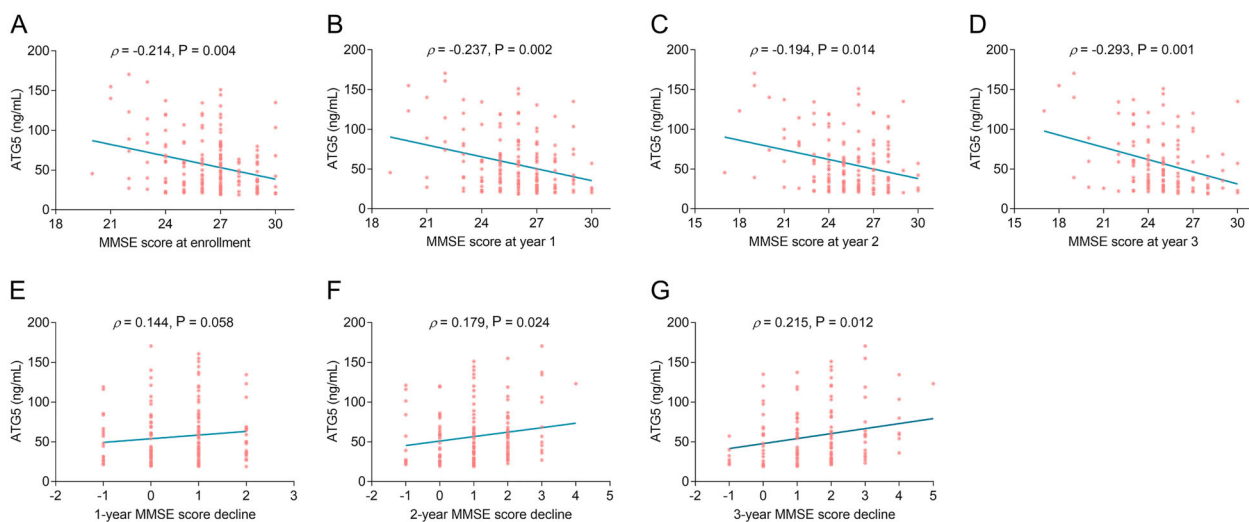 A
ρ = -0.214, P = 0.004
200
150
100
50
0
ATG5 (ng/mL)
18 21 24 27 30
MMSE score at enrollment
B
ρ = -0.237, P = 0.002
200
150
100
50
0
ATG5 (ng/mL)
18 21 24 27 30
MMSE score at year 1
C
ρ = -0.194, P = 0.014
200
150
100
50
0
ATG5 (ng/mL)
15 18 21 24 27 30
MMSE score at year 2
D
ρ = -0.293, P = 0.001
200
150
100
50
0
ATG5 (ng/mL)
15 18 21 24 27 30
MMSE score at year 3
E
ρ = 0.144, P = 0.058
200
150
100
50
0
ATG5 (ng/mL)
-2 -1 0 1 2 3
1-year MMSE score decline
F
ρ = 0.179, P = 0.024
200
150
100
50
0
ATG5 (ng/mL)
-2 -1 0 1 2 3 4 5
2-year MMSE score decline
G
ρ = 0.215, P = 0.012
200
150
100
50
0
ATG5 (ng/mL)
-2 -1 0 1 2 3 4 5
3-year MMSE score decline